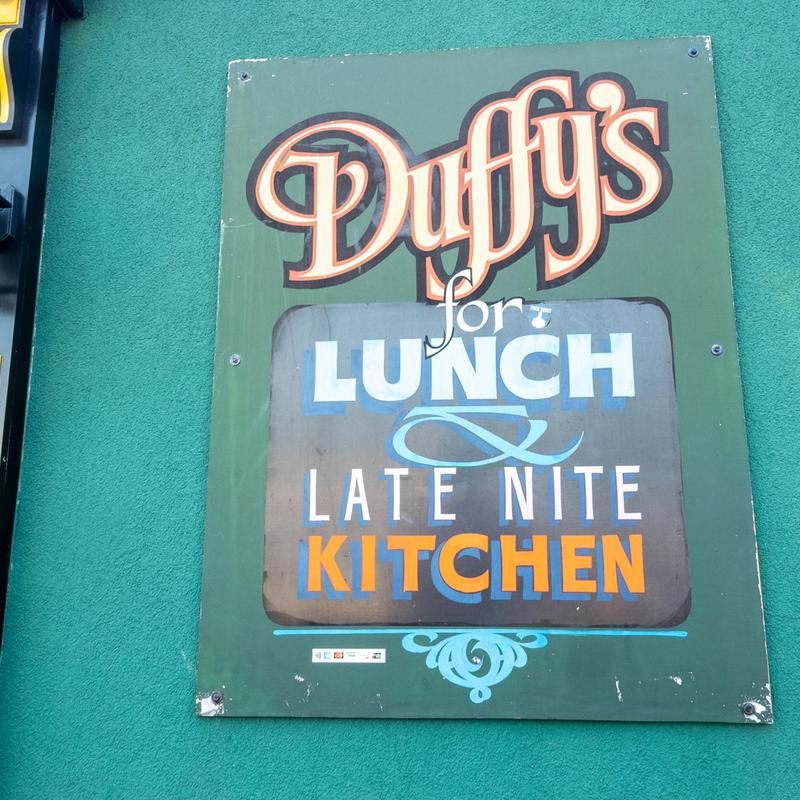 Duffy's
for
LUNCH
&
LATE NITE
KITCHEN